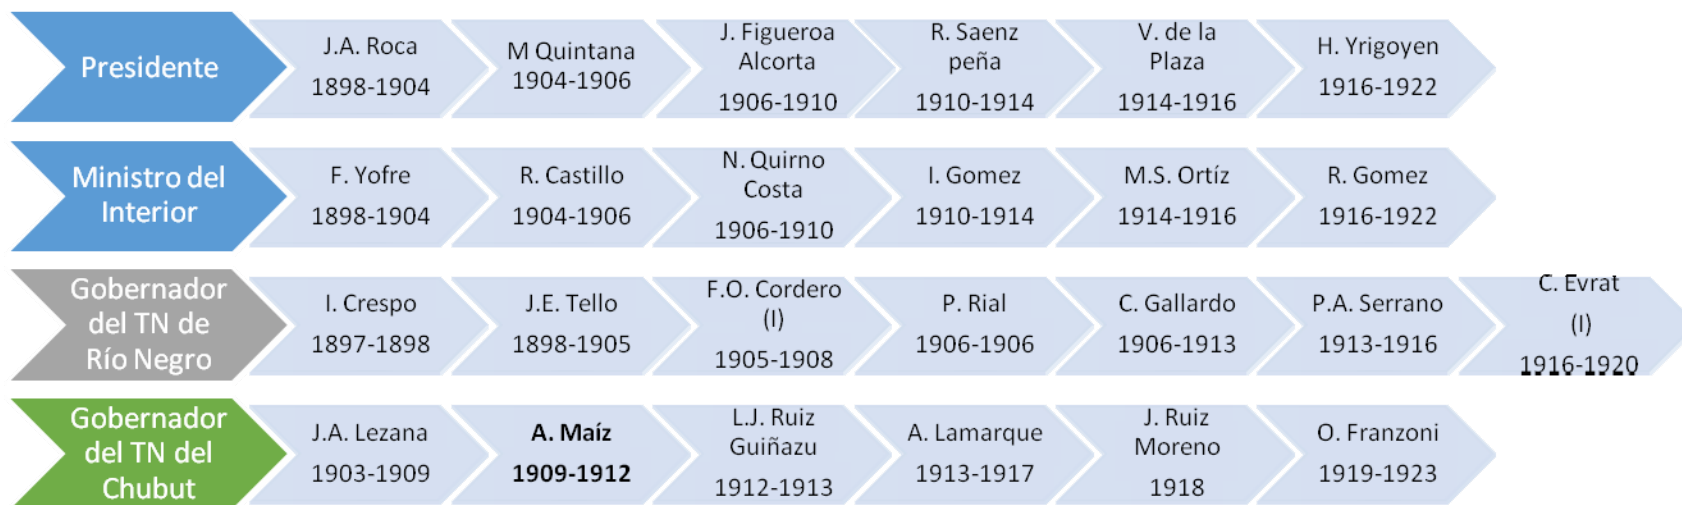 Presidente
J.A. Roca
1898-1904
M Quintana
1904-1906
J. Figueroa
Alcorta
1906-1910
R. Saenz
peña
1910-1914
V. de la
Plaza
1914-1916
H. Yrigoyen
1916-1922
Ministro del
Interior
F. Yofre
1898-1904
R. Castillo
1904-1906
N. Quirno
Costa
1906-1910
I. Gomez
1910-1914
M.S. Ortíz
1914-1916
R. Gomez
1916-1922
Gobernador
del TN de
Río Negro
I. Crespo
1897-1898
J.E. Tello
1898-1905
F.O. Cordero
(I)
1905-1908
P. Rial
1906-1906
C. Gallardo
1906-1913
P.A. Serrano
1913-1916
C. Evrat
(I)
1916-1920
Gobernador
del TN del
Chubut
J.A. Lezana
1903-1909
A. Maíz
1909-1912
L.J. Ruiz
Guiñazu
1912-1913
A. Lamarque
1913-1917
J. Ruiz
Moreno
1918
O. Franzoni
1919-1923